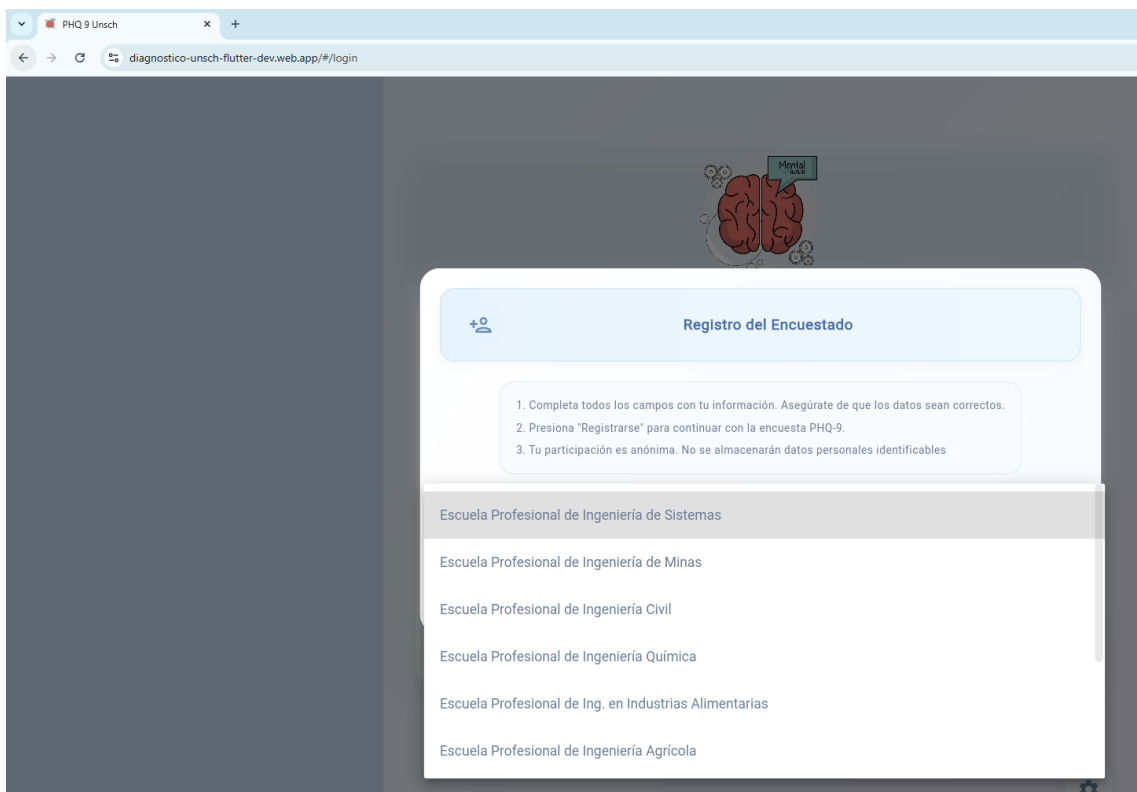 PHQ 9 Unsch
diagnostico-unsch-flutter-dev.web.app/#/login
Mental
HEALTH
Registro del Encuestado
1. Completa todos los campos con tu información. Asegúrate de que los datos sean correctos.
2. Presiona "Registrarse" para continuar con la encuesta PHQ-9.
3. Tu participación es anónima. No se almacenarán datos personales identificables
Escuela Profesional de Ingeniería de Sistemas
Escuela Profesional de Ingeniería de Minas
Escuela Profesional de Ingeniería Civil
Escuela Profesional de Ingeniería Química
Escuela Profesional de Ing. en Industrias Alimentarias
Escuela Profesional de Ingeniería Agrícola